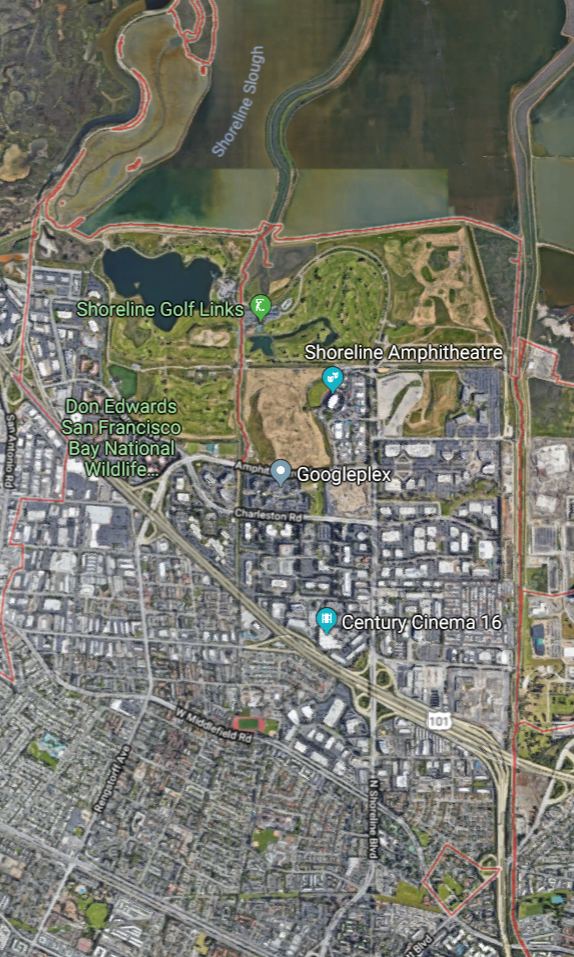 Shoreline Slough
Shoreline Golf Links
Shoreline Amphitheatre
Don Edwards
San Francisco
Bay National
Wildlife...
San Antonio Rd
Amphit
Googleplex
Charleston Rd
Century Cinema 16
101
W Middlefield Rd
Rengstorff Ave
N Shoreline Blvd
Blvd